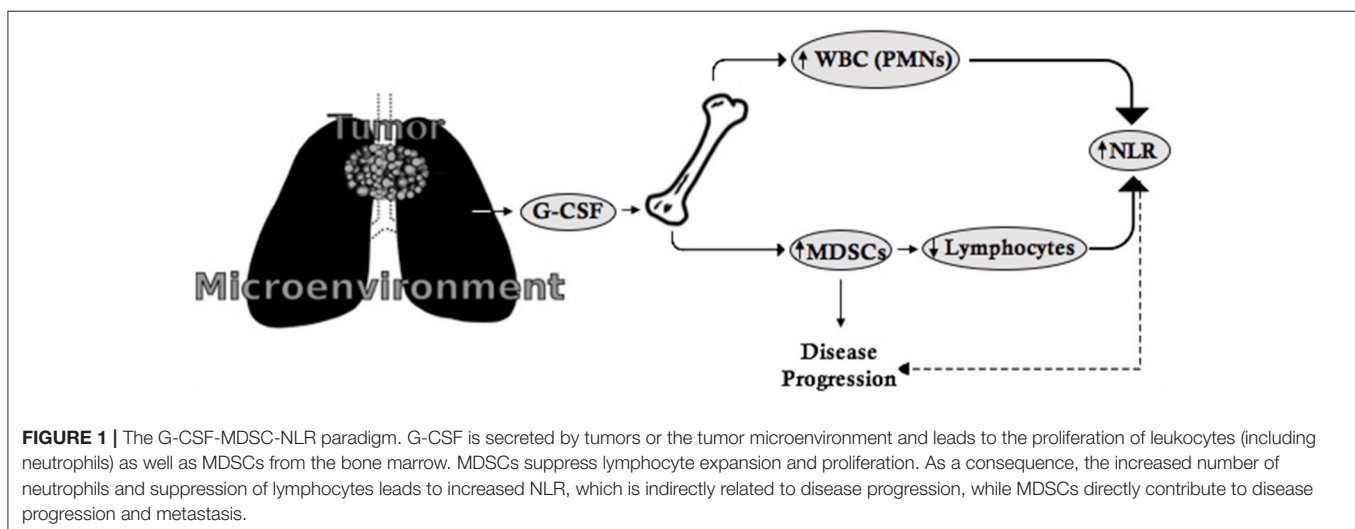 Tumor
Microenvironment
G-CSF
↑ WBC (PMNs)
↑NLR
↑MDSCs
↓ Lymphocytes
Disease
Progression
FIGURE 1 | The G-CSF-MDSC-NLR paradigm. G-CSF is secreted by tumors or the tumor microenvironment and leads to the proliferation of leukocytes (including
neutrophils) as well as MDSCs from the bone marrow. MDSCs suppress lymphocyte expansion and proliferation. As a consequence, the increased number of
neutrophils and suppression of lymphocytes leads to increased NLR, which is indirectly related to disease progression, while MDSCs directly contribute to disease
progression and metastasis.